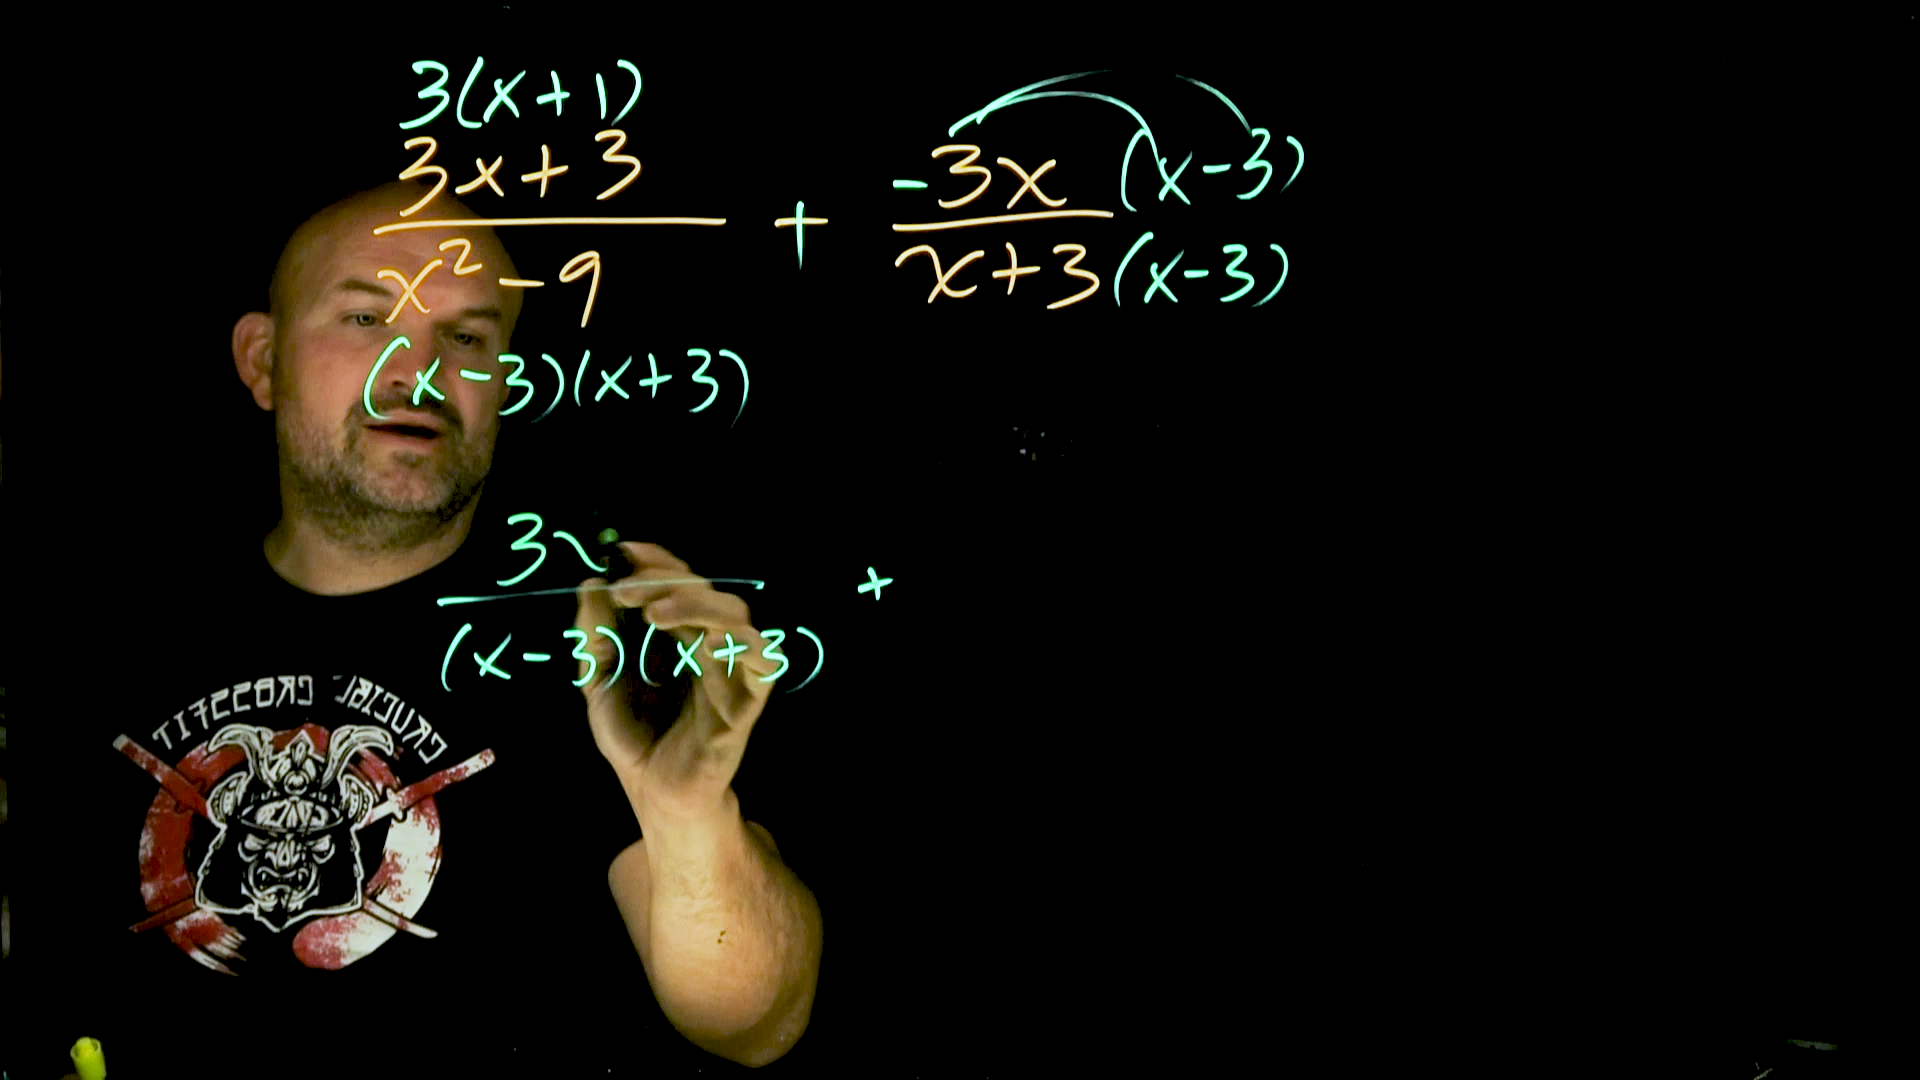 3(x+1)
3x+3 + -3x (x-3)
x²-9 x+3 (x-3)
(x-3)(x+3)
3x +
(x-3)(x+3)
CRUCIBLE CROSSFIT